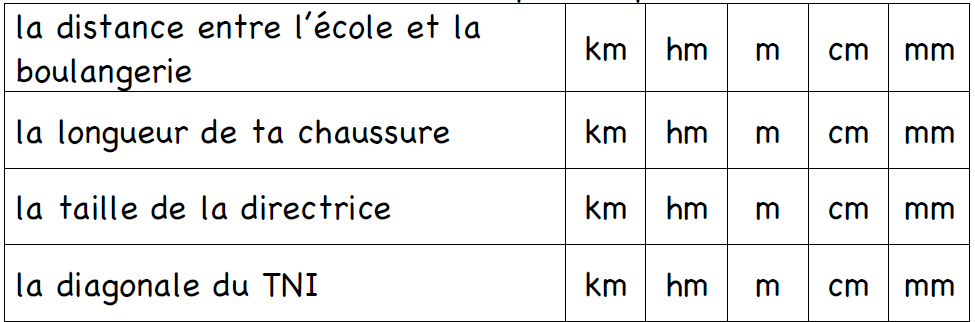 la distance entre l'école et la
boulangerie km hm m cm mm
la longueur de ta chaussure km hm m cm mm
la taille de la directrice km hm m cm mm
la diagonale du TNI km hm m cm mm